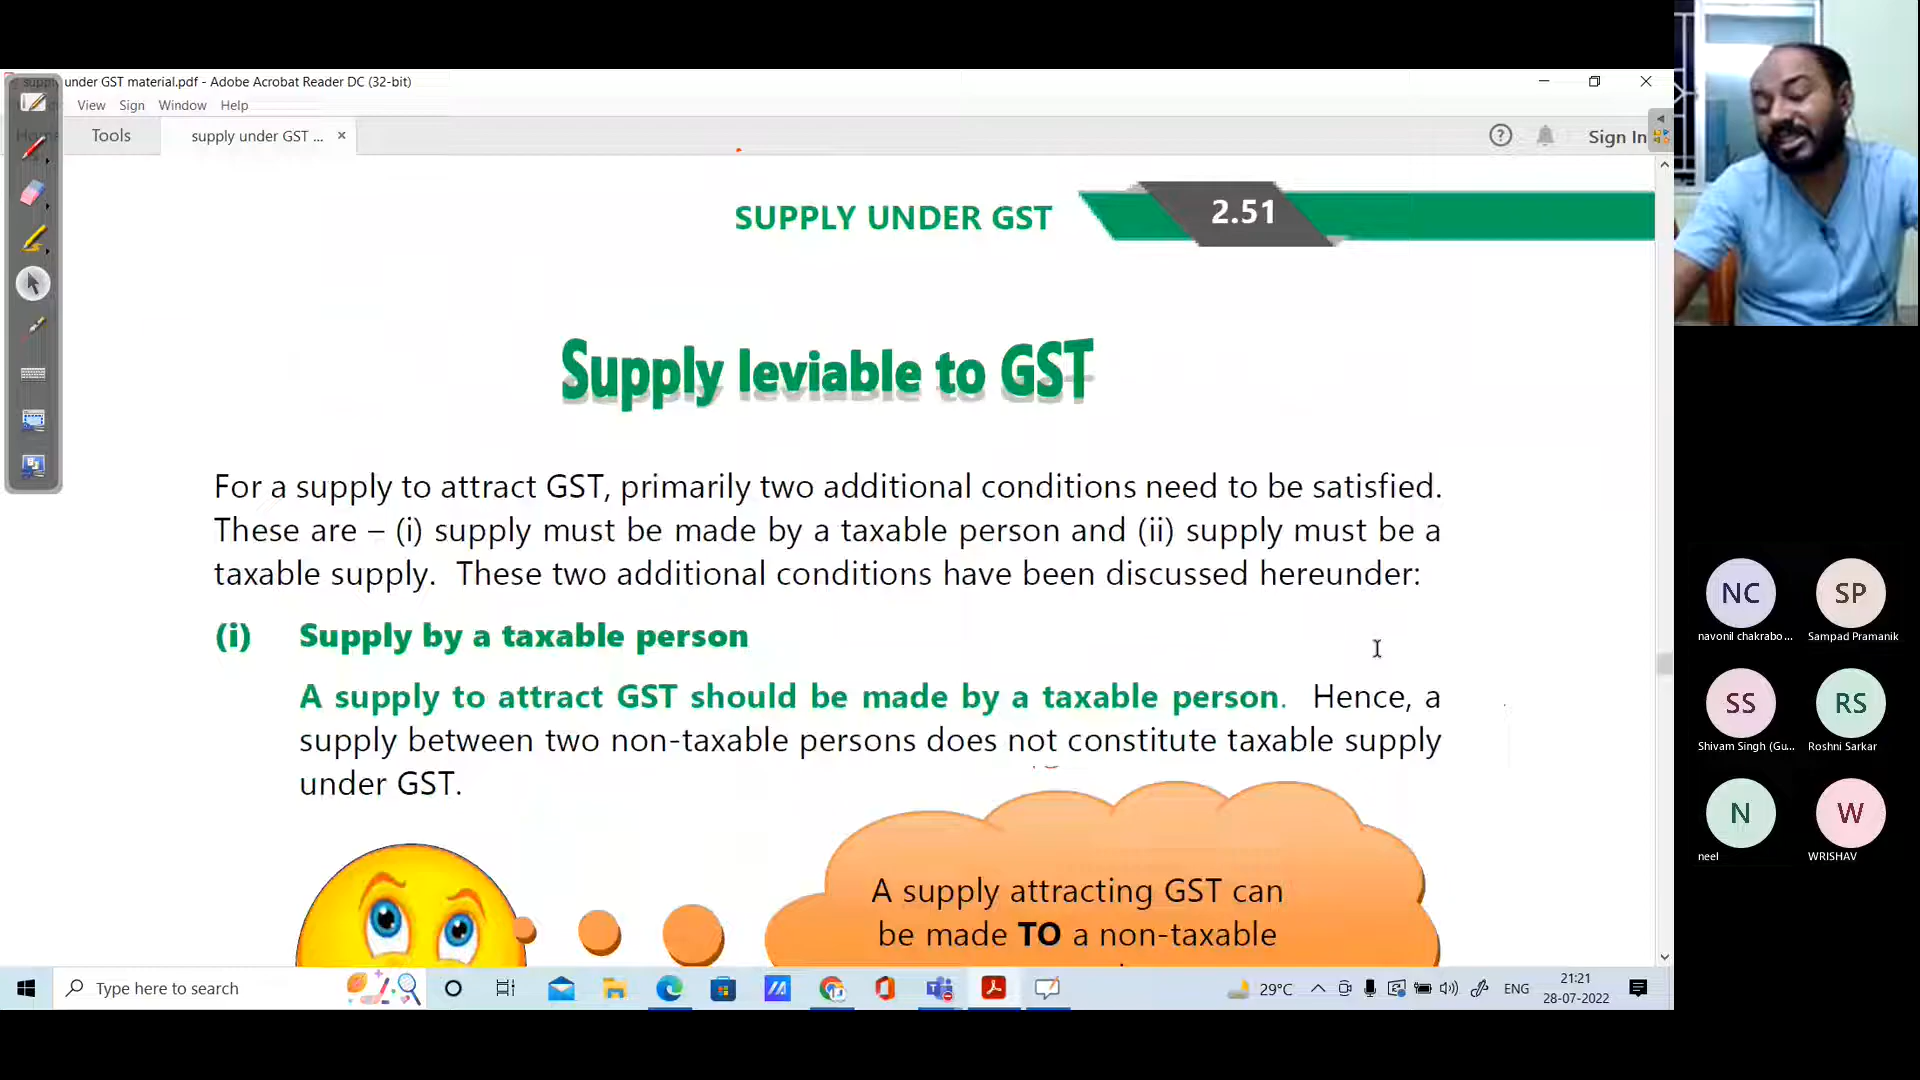 supply under GST material.pdf - Adobe Acrobat Reader DC (32-bit)
View Sign Window Help
Tools
supply under GST ... ×
Sign In
SUPPLY UNDER GST
2.51
Supply leviable to GST
For a supply to attract GST, primarily two additional conditions need to be satisfied.
These are – (i) supply must be made by a taxable person and (ii) supply must be a
taxable supply. These two additional conditions have been discussed hereunder:
(i) Supply by a taxable person
A supply to attract GST should be made by a taxable person. Hence, a
supply between two non-taxable persons does not constitute taxable supply
under GST.
A supply attracting GST can
be made TO a non-taxable
NC
navonil chakrabo...
SP
Sampad Pramanik
SS
Shivam Singh (Gu...
RS
Roshni Sarkar
N
neel
W
WRISHAV
Type here to search
29°C
ENG
21:21
28-07-2022